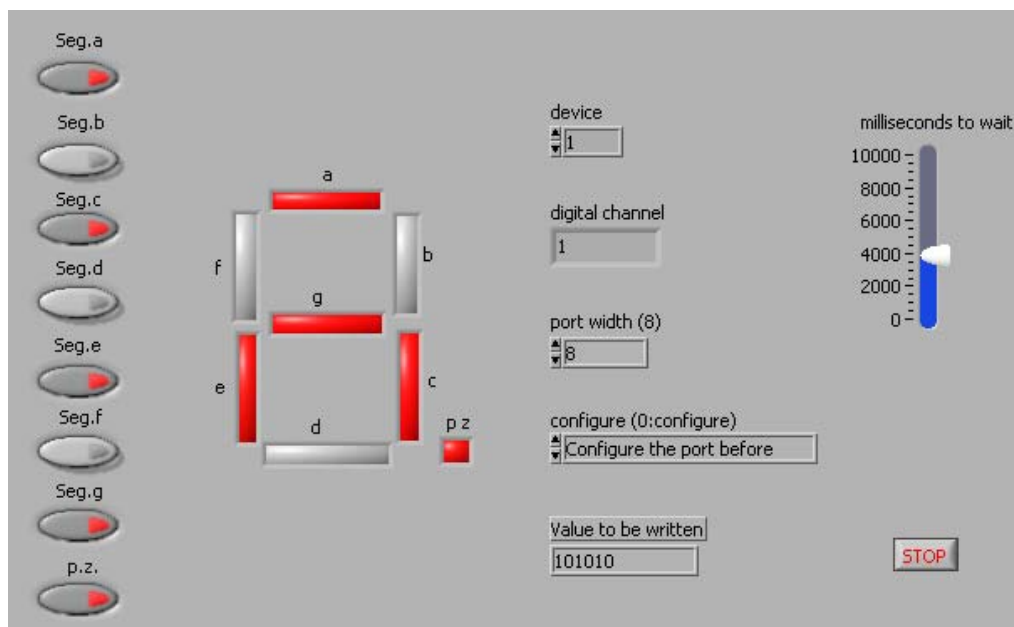 Seg.a
Seg.b
Seg.c
Seg.d
Seg.e
Seg.f
Seg.g
p.z.
a
f
b
g
e
c
d
p z
device
1
digital channel
1
port width (8)
8
configure (0:configure)
Configure the port before
Value to be written
101010
milliseconds to wait
10000
8000
6000
4000
2000
0
STOP